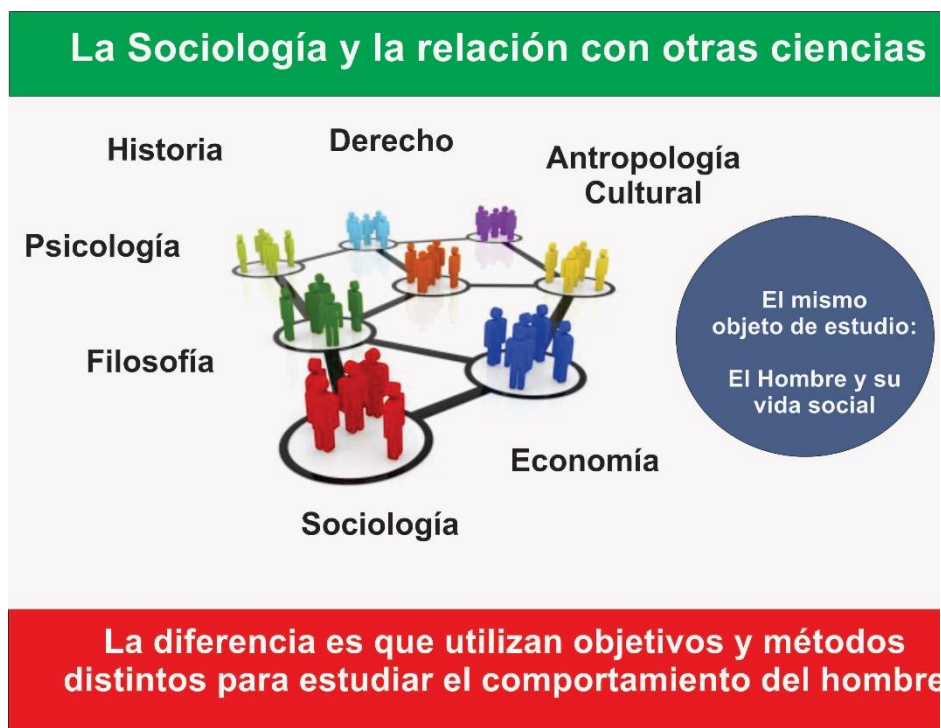 La Sociología y la relación con otras ciencias
Historia
Derecho
Antropología
Cultural
Psicología
Filosofía
Economía
Sociología
El mismo
objeto de estudio:
El Hombre y su
vida social
La diferencia es que utilizan objetivos y métodos
distintos para estudiar el comportamiento del hombre